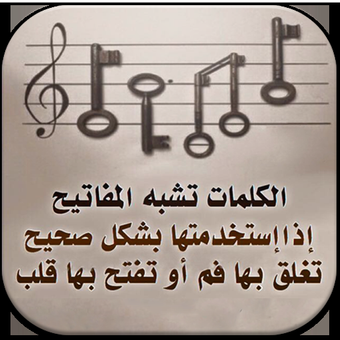 الكلمات تشبه المفاتيح
إذا إستخدمتها بشكل صحيح
تغلق بها فم أو تفتح بها قلب